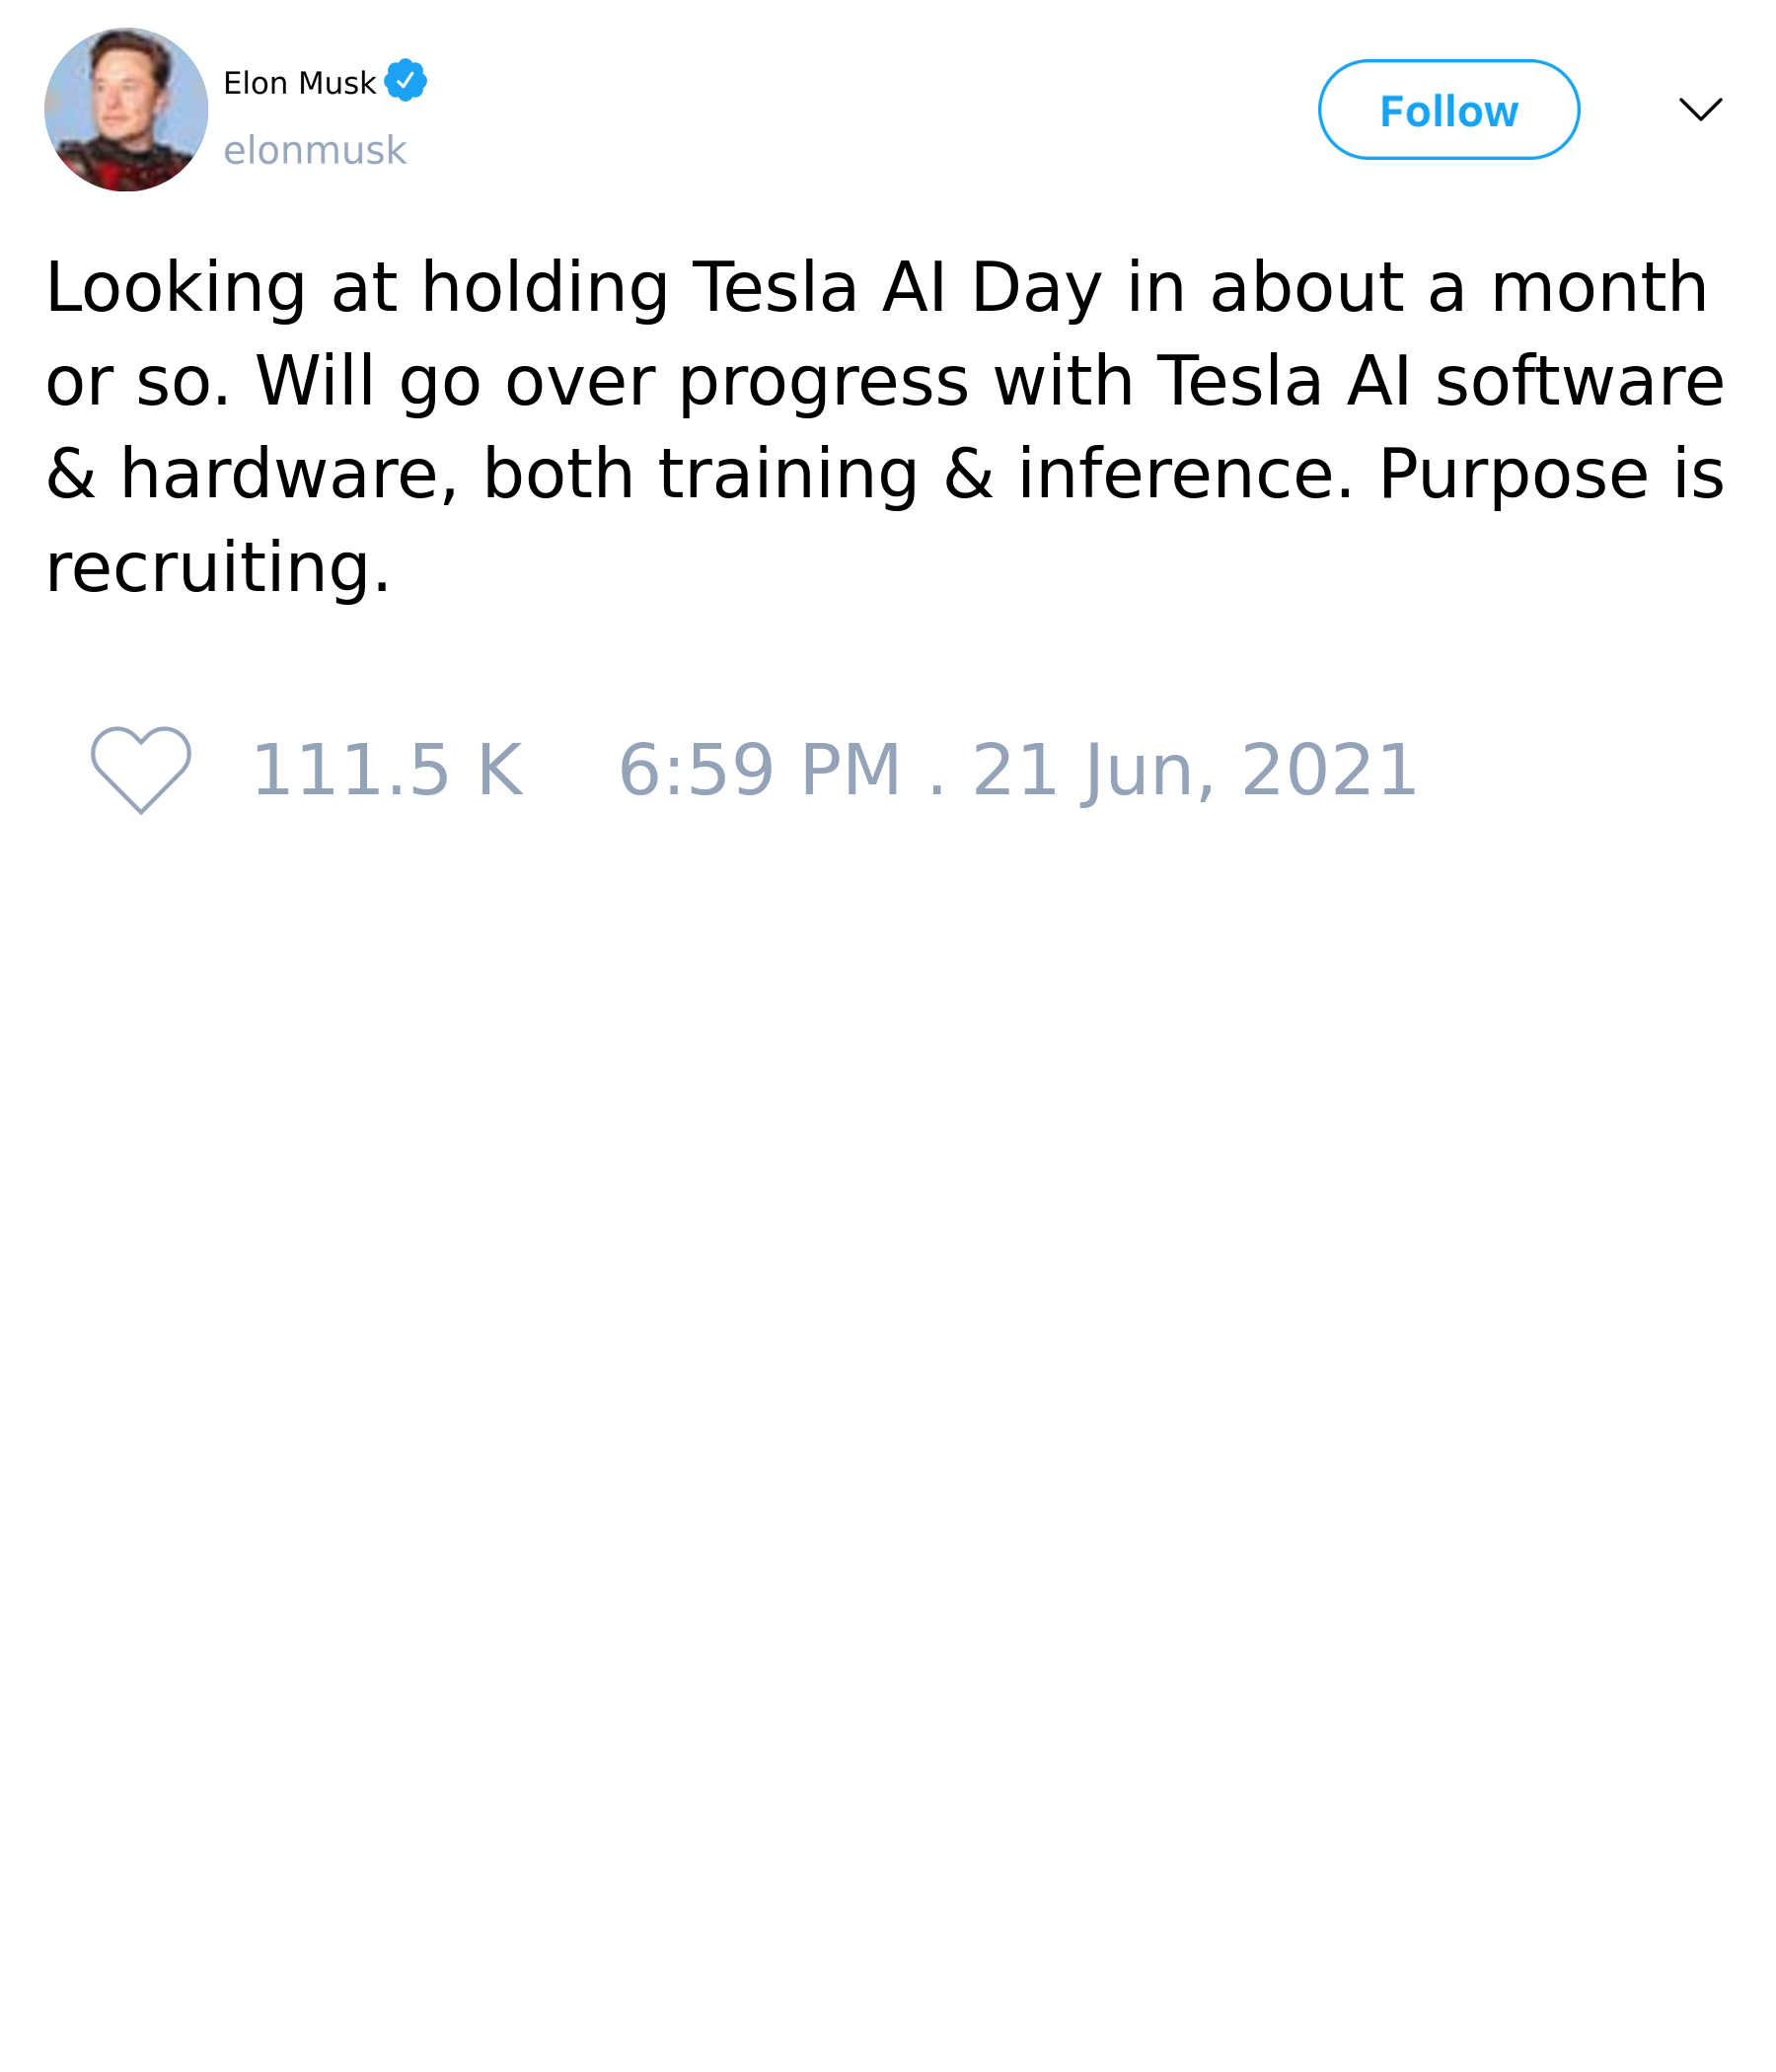 Elon Musk
elonmusk
Follow
Looking at holding Tesla AI Day in about a month
or so. Will go over progress with Tesla AI software
& hardware, both training & inference. Purpose is
recruiting.
111.5 K 6:59 PM . 21 Jun, 2021